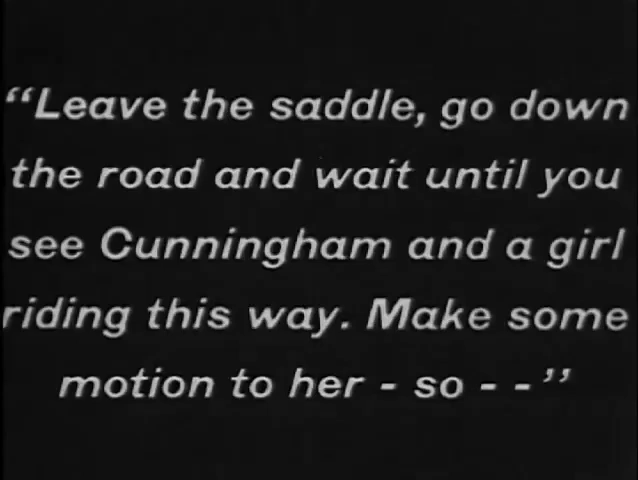 “Leave the saddle, go down
the road and wait until you
see Cunningham and a girl
riding this way. Make some
motion to her - so - -”